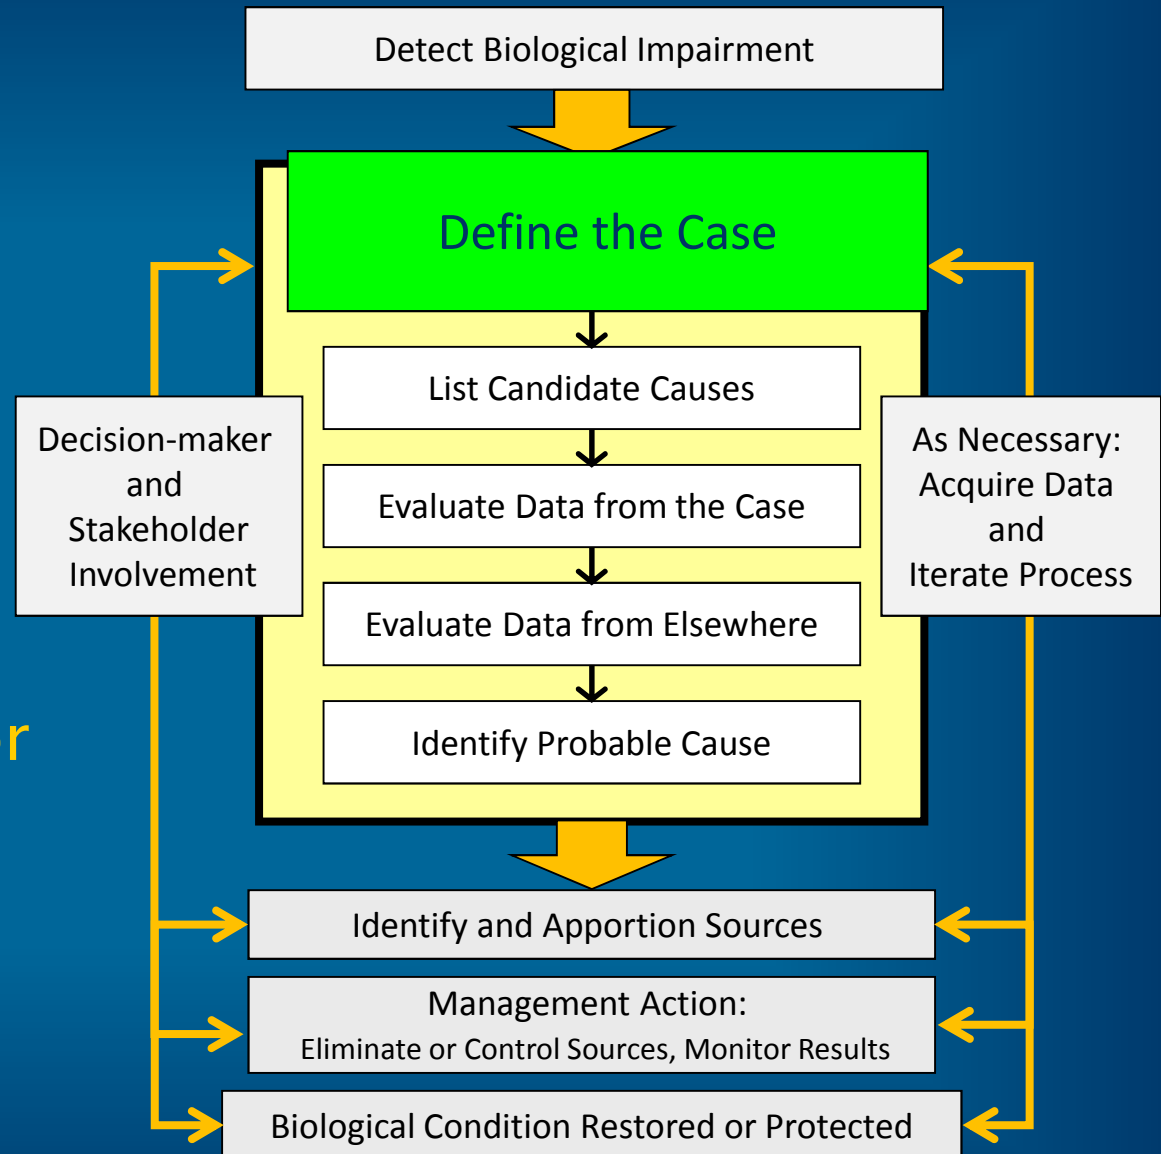 Detect Biological Impairment
Define the Case
List Candidate Causes
Decision-maker
and
Stakeholder
Involvement
As Necessary:
Acquire Data
and
Iterate Process
Evaluate Data from the Case
Evaluate Data from Elsewhere
Identify Probable Cause
Identify and Apportion Sources
Management Action:
Eliminate or Control Sources, Monitor Results
Biological Condition Restored or Protected